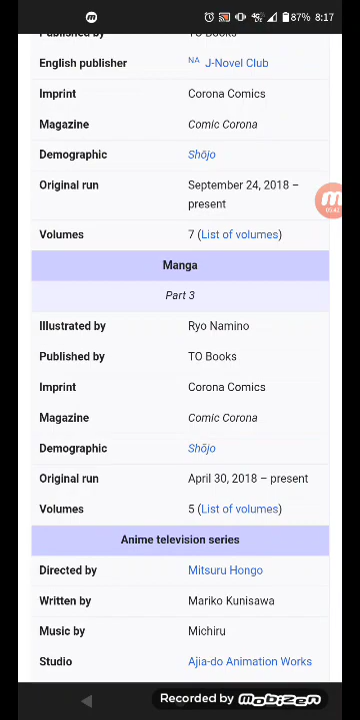 87% 8:17
Published by TO Books
English publisher NA J-Novel Club
Imprint Corona Comics
Magazine Comic Corona
Demographic Shōjo
Original run September 24, 2018 –
present
Volumes 7 (List of volumes)
Manga
Part 3
Illustrated by Ryo Namino
Published by TO Books
Imprint Corona Comics
Magazine Comic Corona
Demographic Shōjo
Original run April 30, 2018 – present
Volumes 5 (List of volumes)
Anime television series
Directed by Mitsuru Hongo
Written by Mariko Kunisawa
Music by Michiru
Studio Ajia-do Animation Works
Recorded by mobizen